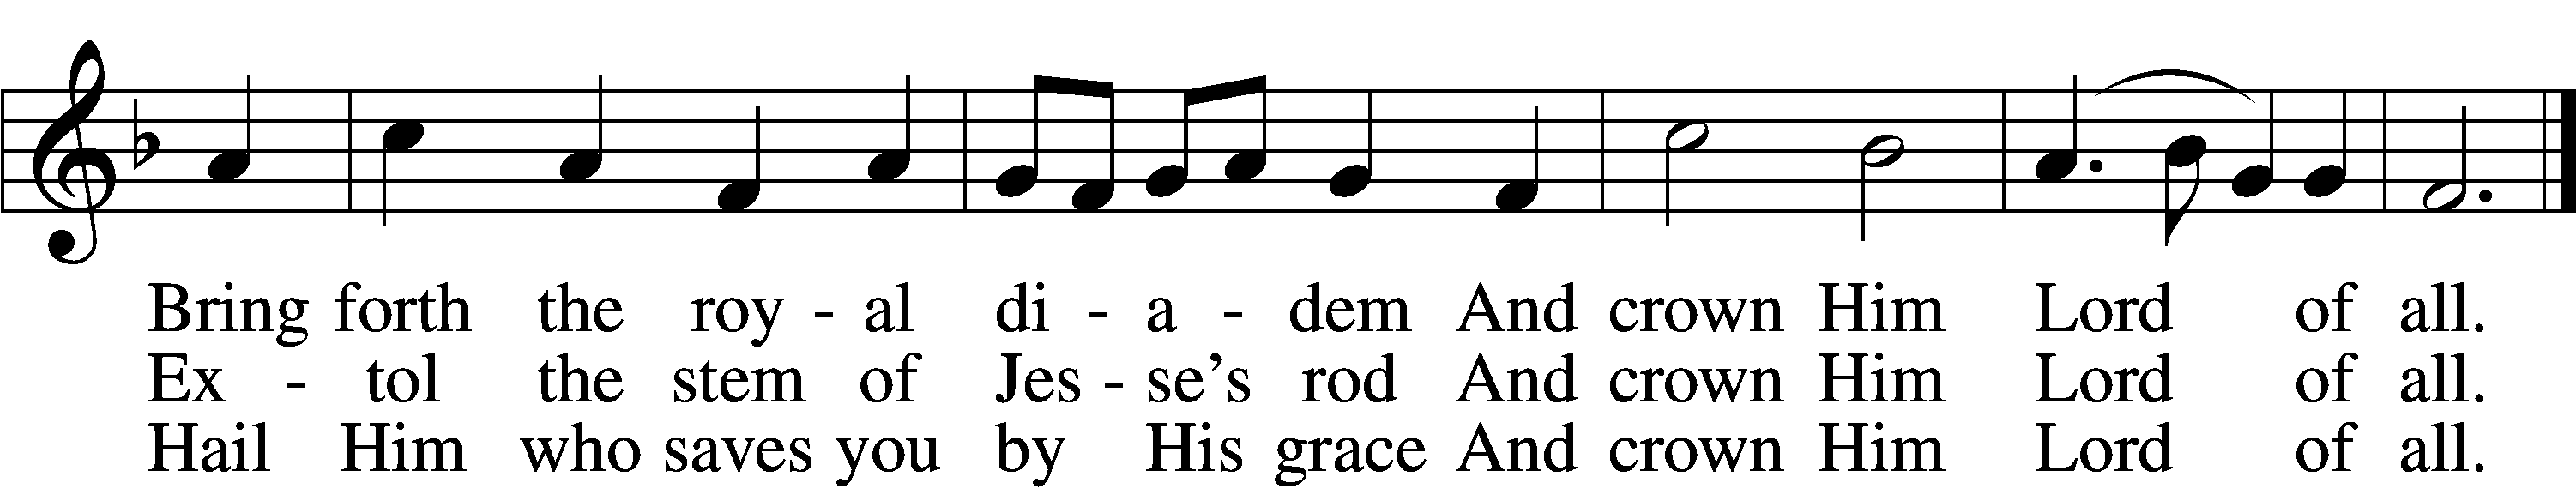 Bring forth the roy - al di - a - dem And crown Him Lord of all.
Ex - tol the stem of Jes - se's rod And crown Him Lord of all.
Hail Him who saves you by His grace And crown Him Lord of all.